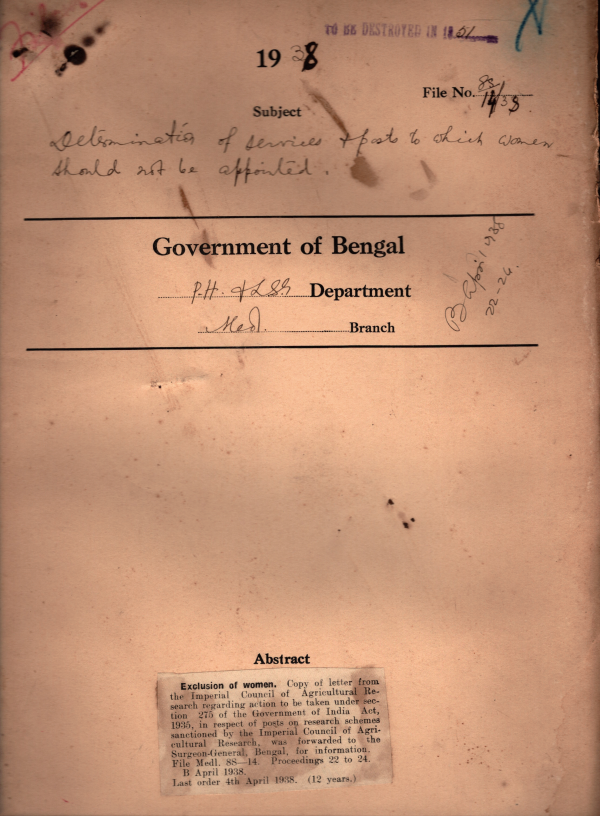 TO BE DESTROYED IN 1951
1938
File No. 8S/14/38
Subject
Determination of services & posts to which women
should not be appointed.
Government of Bengal
P.H. & L.S.G Department
Med. Branch
B April 1938
22-24.
Abstract
Exclusion of women. Copy of letter from
the Imperial Council of Agricultural Re-
search regarding action to be taken under sec-
tion 275 of the Government of India Act,
1935, in respect of posts on research schemes
sanctioned by the Imperial Council of Agri-
cultural Research, was forwarded to the
Surgeon-General, Bengal, for information.
File Medl. 8S—14. Proceedings 22 to 24.
B April 1938.
Last order 4th April 1938. (12 years.)